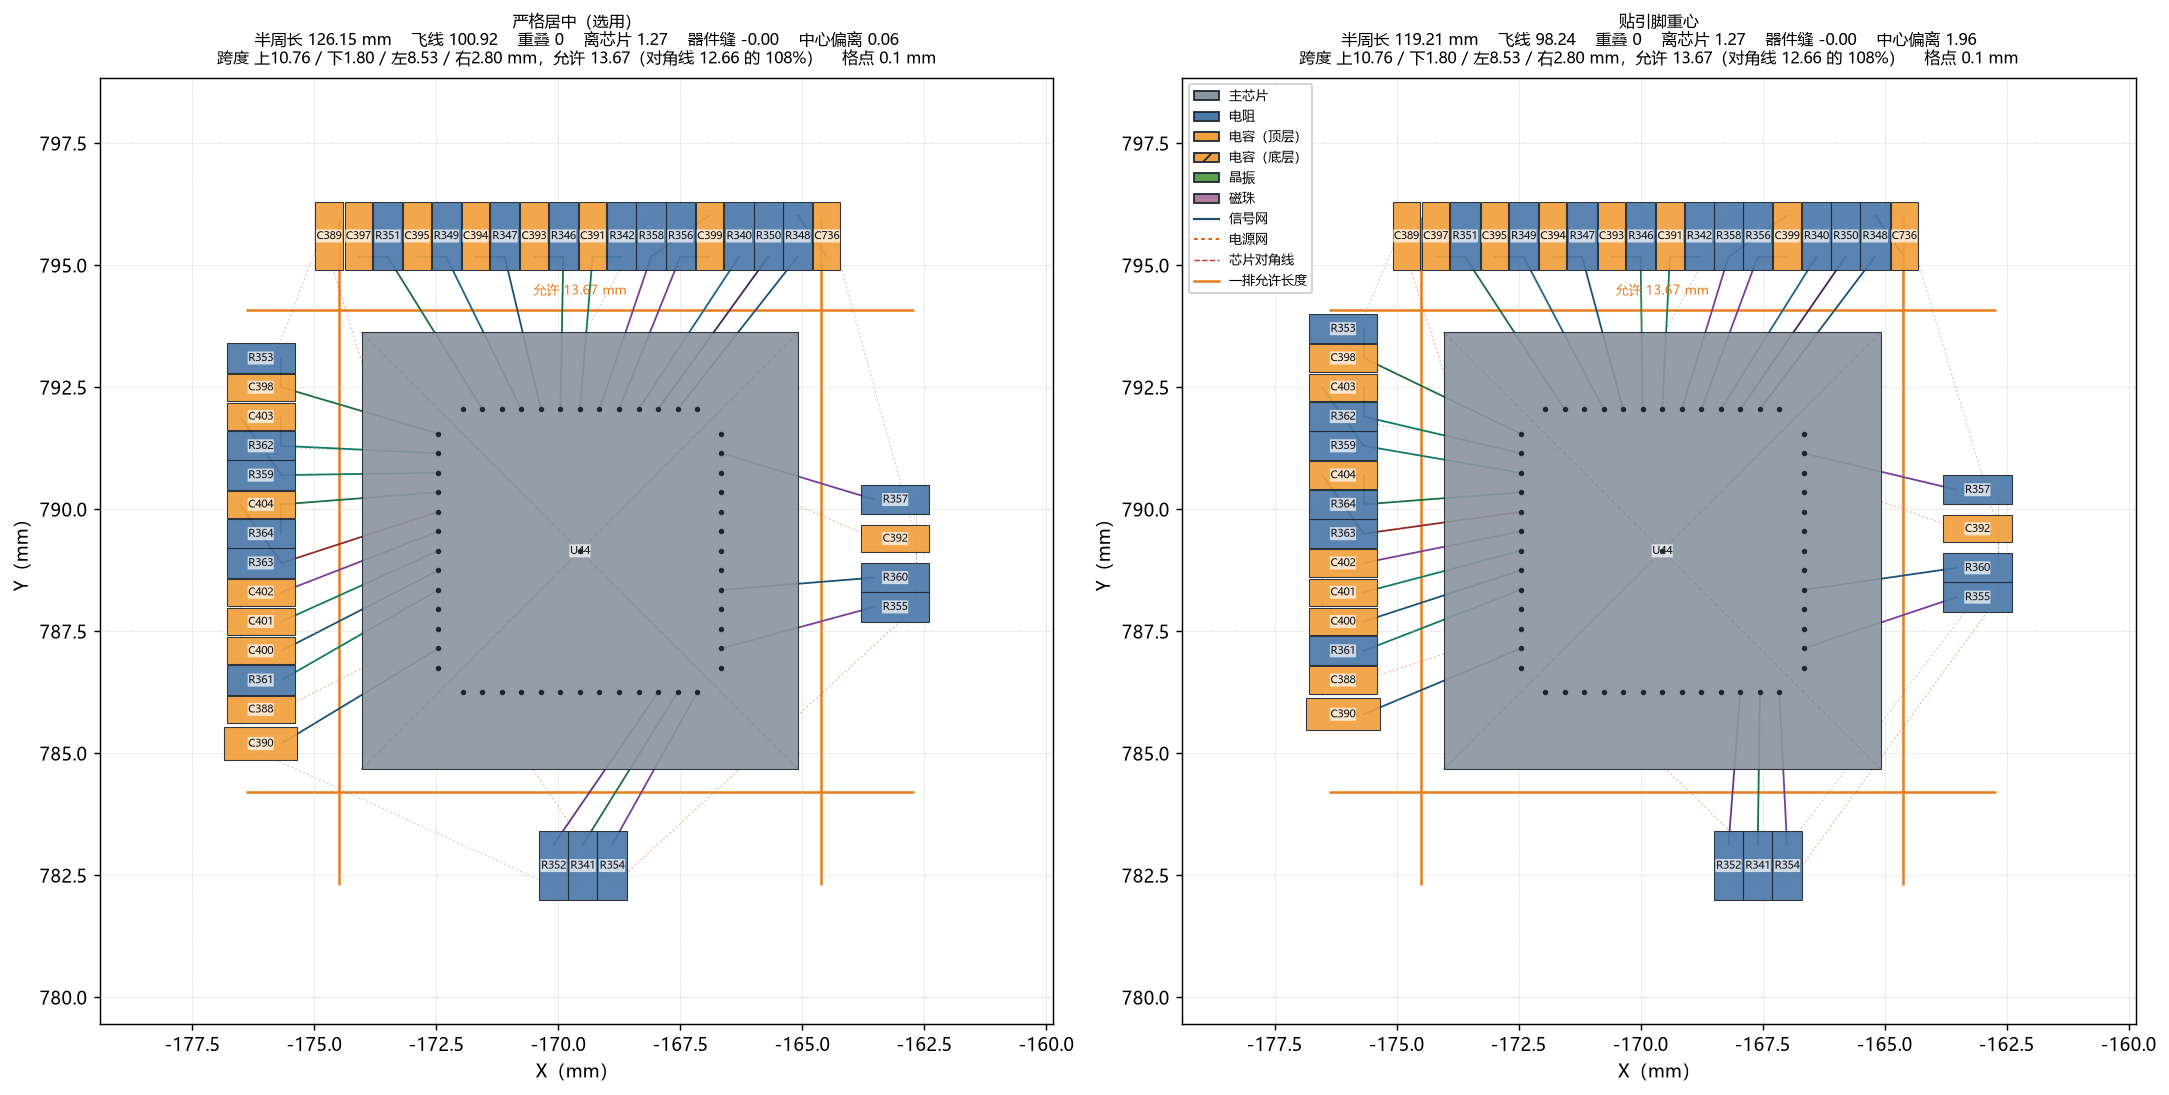 严格居中（选用）
半周长 126.15 mm 飞线 100.92 重叠 0 离芯片 1.27 器件缝 -0.00 中心偏离 0.06
跨度 上10.76 / 下1.80 / 左8.53 / 右2.80 mm，允许 13.67（对角线 12.66 的 108%） 格点 0.1 mm
797.5
795.0
792.5
790.0
787.5
785.0
782.5
780.0
Y（mm）
C389 C397 R351 C395 R349 C394 R347 C393 R346 C391 R342 R358 R356 C399 R340 R350 R348 C736
允许 13.67 mm
R353
C398
C403
R362
R359
C404
R364
R363
C402
C401
C400
R361
C388
C390
U44
R357
C392
R360
R355
R352 R341 R354
-177.5 -175.0 -172.5 -170.0 -167.5 -165.0 -162.5 -160.0
X（mm）
贴引脚重心
半周长 119.21 mm 飞线 98.24 重叠 0 离芯片 1.27 器件缝 -0.00 中心偏离 1.96
跨度 上10.76 / 下1.80 / 左8.53 / 右2.80 mm，允许 13.67（对角线 12.66 的 108%） 格点 0.1 mm
主芯片
电阻
电容（顶层）
电容（底层）
晶振
磁珠
信号网
电源网
芯片对角线
一排允许长度
797.5
795.0
792.5
790.0
787.5
785.0
782.5
780.0
Y（mm）
C389 C397 R351 C395 R349 C394 R347 C393 R346 C391 R342 R358 R356 C399 R340 R350 R348 C736
允许 13.67 mm
R353
C398
C403
R362
R359
C404
R364
R363
C402
C401
C400
R361
C388
C390
U44
R357
C392
R360
R355
R352 R341 R354
-177.5 -175.0 -172.5 -170.0 -167.5 -165.0 -162.5 -160.0
X（mm）